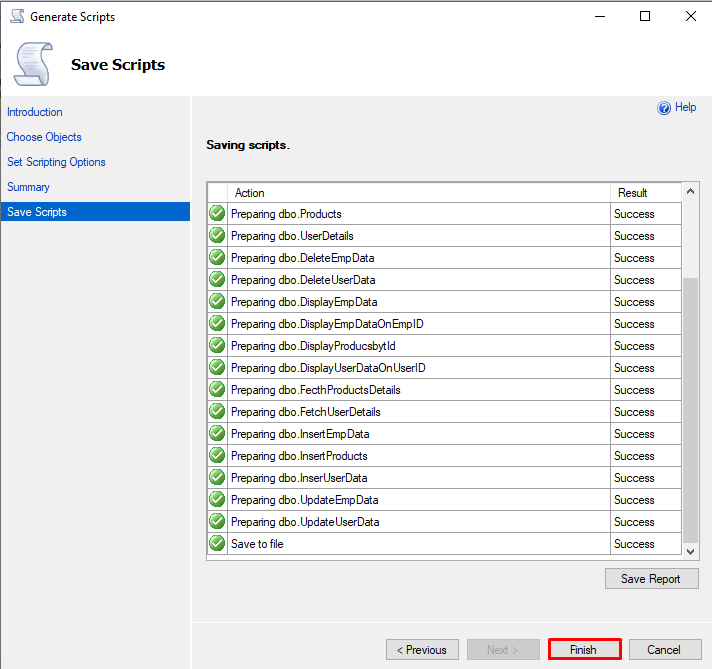 Generate Scripts
Save Scripts
Introduction
Choose Objects
Set Scripting Options
Summary
Save Scripts
Help
Saving scripts.
Action Result
Preparing dbo.Products Success
Preparing dbo.UserDetails Success
Preparing dbo.DeleteEmpData Success
Preparing dbo.DeleteUserData Success
Preparing dbo.DisplayEmpData Success
Preparing dbo.DisplayEmpDataOnEmpID Success
Preparing dbo.DisplayProducsbytId Success
Preparing dbo.DisplayUserDataOnUserID Success
Preparing dbo.FecthProductsDetails Success
Preparing dbo.FetchUserDetails Success
Preparing dbo.InsertEmpData Success
Preparing dbo.InsertProducts Success
Preparing dbo.InserUserData Success
Preparing dbo.UpdateEmpData Success
Preparing dbo.UpdateUserData Success
Save to file Success
Save Report
< Previous Next > Finish Cancel